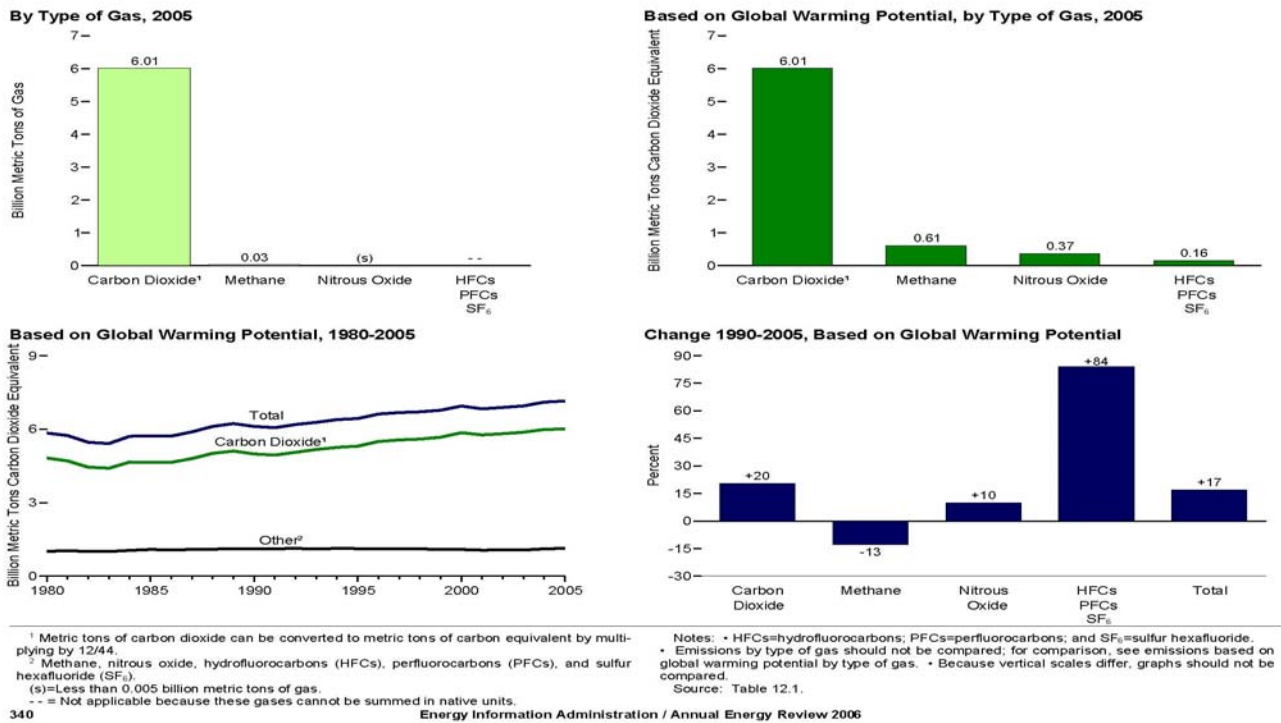 By Type of Gas, 2005
Billion Metric Tons of Gas
7
6
5
4
3
2
1
0
6.01
0.03
(s)
- -
Carbon Dioxide¹
Methane
Nitrous Oxide
HFCs
PFCs
SF₆
Based on Global Warming Potential, by Type of Gas, 2005
Billion Metric Tons Carbon Dioxide Equivalent
7
6
5
4
3
2
1
0
6.01
0.61
0.37
0.16
Carbon Dioxide¹
Methane
Nitrous Oxide
HFCs
PFCs
SF₆
Based on Global Warming Potential, 1980-2005
Billion Metric Tons Carbon Dioxide Equivalent
9
6
3
0
Total
Carbon Dioxide¹
Other²
1980
1985
1990
1995
2000
2005
Change 1990-2005, Based on Global Warming Potential
Percent
90
75
60
45
30
15
0
-15
-30
+20
-13
+10
+84
+17
Carbon
Dioxide
Methane
Nitrous
Oxide
HFCs
PFCs
SF₆
Total
¹ Metric tons of carbon dioxide can be converted to metric tons of carbon equivalent by multi-
plying by 12/44.
² Methane, nitrous oxide, hydrofluorocarbons (HFCs), perfluorocarbons (PFCs), and sulfur
hexafluoride (SF₆).
(s)=Less than 0.005 billion metric tons of gas.
- - = Not applicable because these gases cannot be summed in native units.
Notes: • HFCs=hydrofluorocarbons; PFCs=perfluorocarbons; and SF₆=sulfur hexafluoride.
• Emissions by type of gas should not be compared; for comparison, see emissions based on
global warming potential by type of gas. • Because vertical scales differ, graphs should not be
compared.
Source: Table 12.1.
340
Energy Information Administration / Annual Energy Review 2006